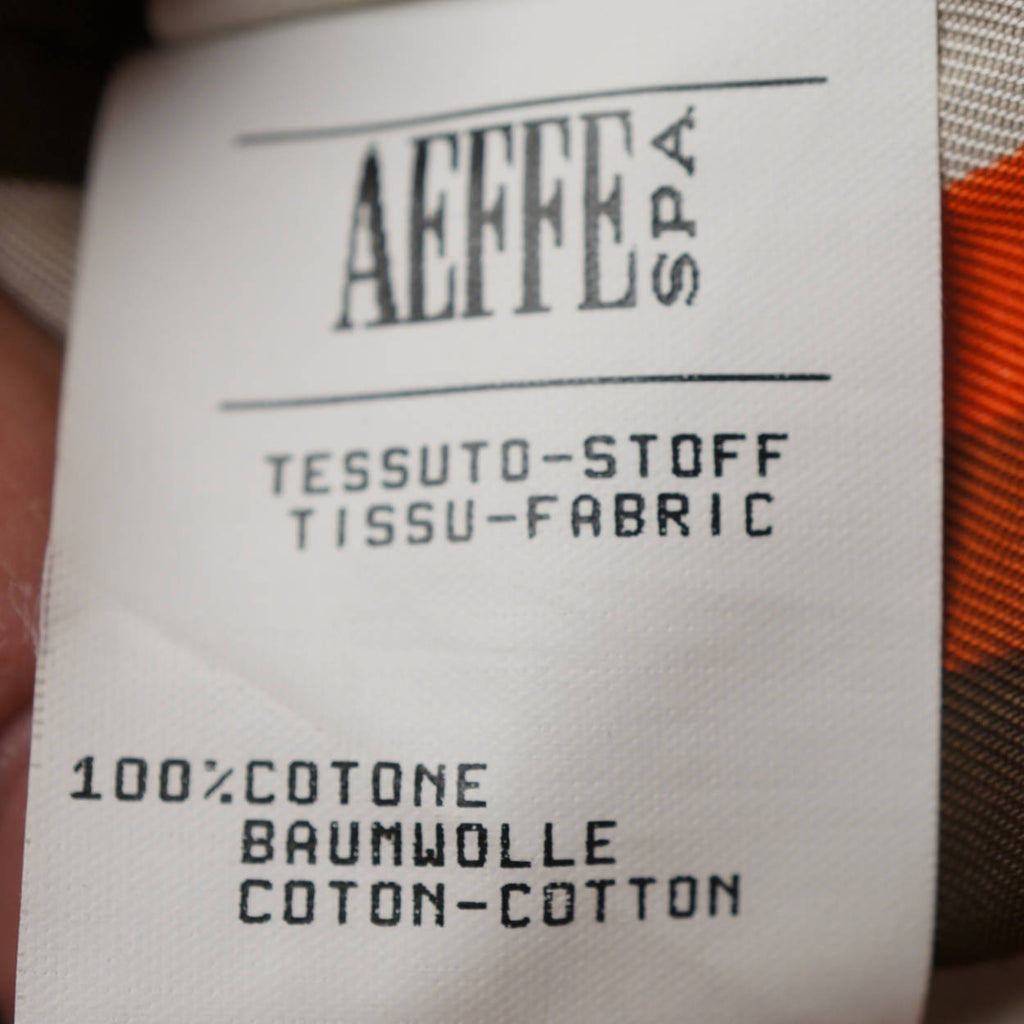 AEFFE SPA
TESSUTO-STOFF
TISSU-FABRIC
100%COTONE
BAUMWOLLE
COTON-COTTON